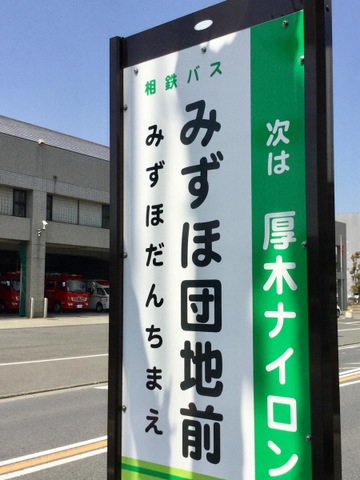 相鉄バス
みずほ団地前
みずほだんちまえ
次は 厚木ナイロン